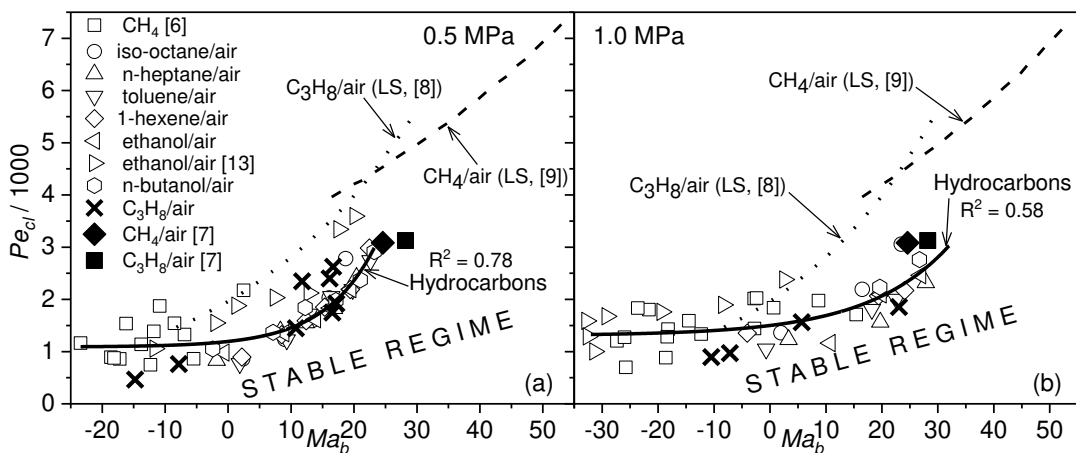 0.5 MPa
CH4 [6]
iso-octane/air
n-heptane/air
toluene/air
1-hexene/air
ethanol/air
ethanol/air [13]
n-butanol/air
C3H8/air
CH4/air [7]
C3H8/air [7]
C3H8/air (LS, [8])
CH4/air (LS, [9])
R2 = 0.78
Hydrocarbons
STABLE REGIME
(a)
Pecl / 1000
7
6
5
4
3
2
1
0
-20 -10 0 10 20 30 40 50
Mab
1.0 MPa
CH4/air (LS, [9])
C3H8/air (LS, [8])
Hydrocarbons
R2 = 0.58
STABLE REGIME
(b)
-30 -20 -10 0 10 20 30 40 50
Mab